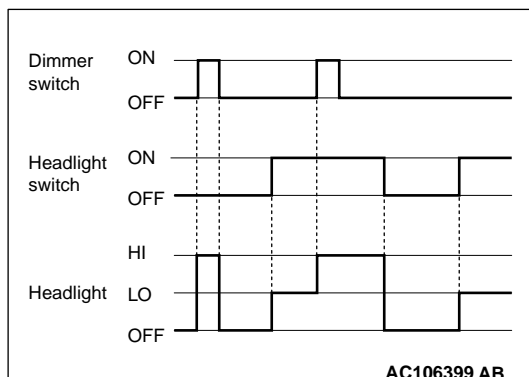 Dimmer
switch
ON
OFF
Headlight
switch
ON
OFF
Headlight
HI
LO
OFF
AC106399 AB